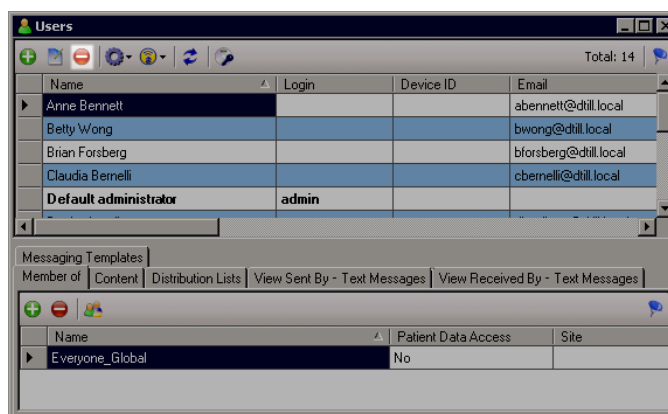 Users
Total: 14
Name Login Device ID Email
Anne Bennett abennett@dtill.local
Betty Wong bwong@dtill.local
Brian Forsberg bforsberg@dtill.local
Claudia Bernelli cbernelli@dtill.local
Default administrator admin
Messaging Templates
Member of Content Distribution Lists View Sent By - Text Messages View Received By - Text Messages
Name Patient Data Access Site
Everyone_Global No